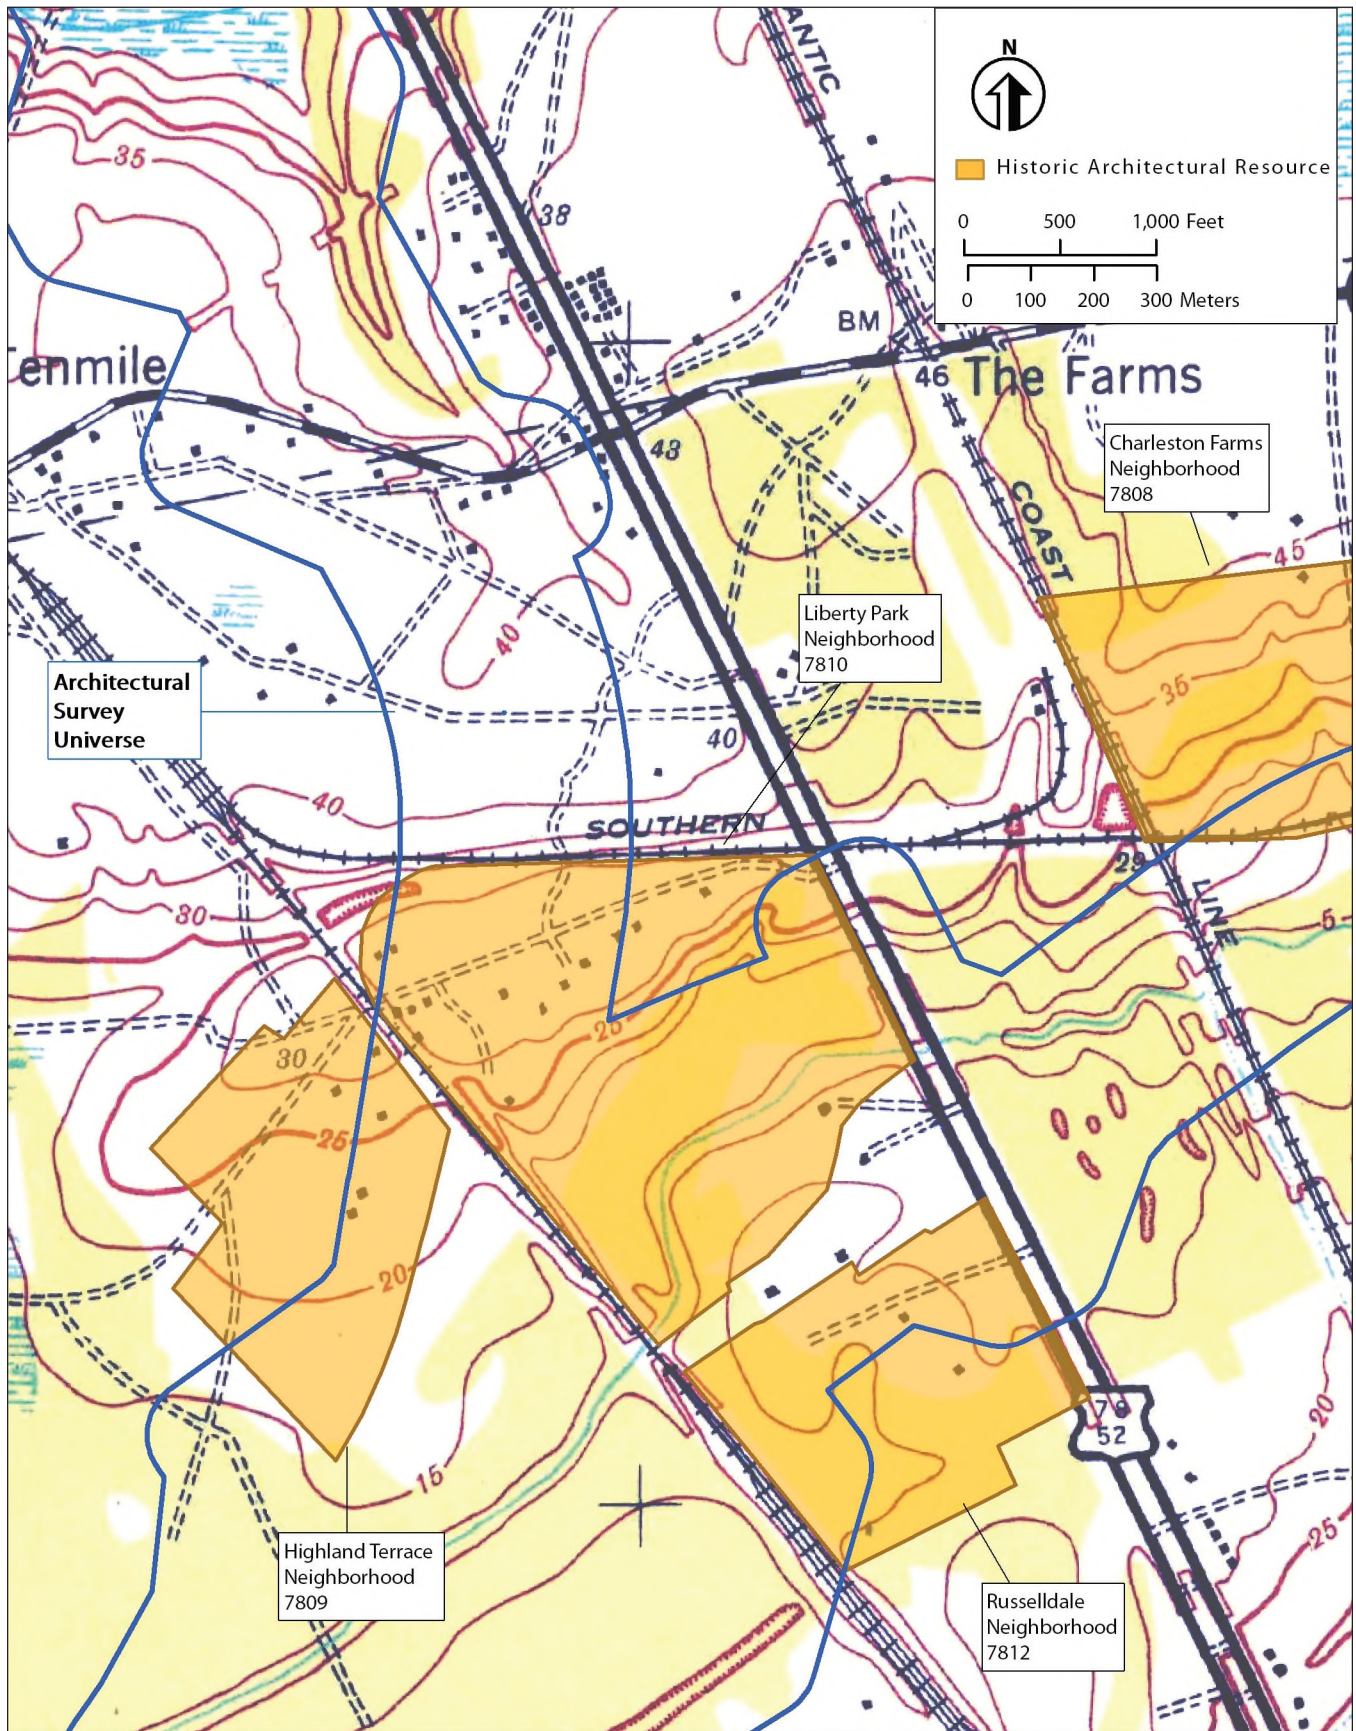 ANTIC
N
Historic Architectural Resource
0 500 1,000 Feet
0 100 200 300 Meters
35
38
BM
enmile
46 The Farms
48
Charleston Farms
Neighborhood
7808
COAST
45
40
Liberty Park
Neighborhood
7810
35
Architectural
Survey
Universe
40
40
SOUTHERN
29
30
LINE
5
25
30
25
20
78
52
20
15
25
Highland Terrace
Neighborhood
7809
Russelldale
Neighborhood
7812